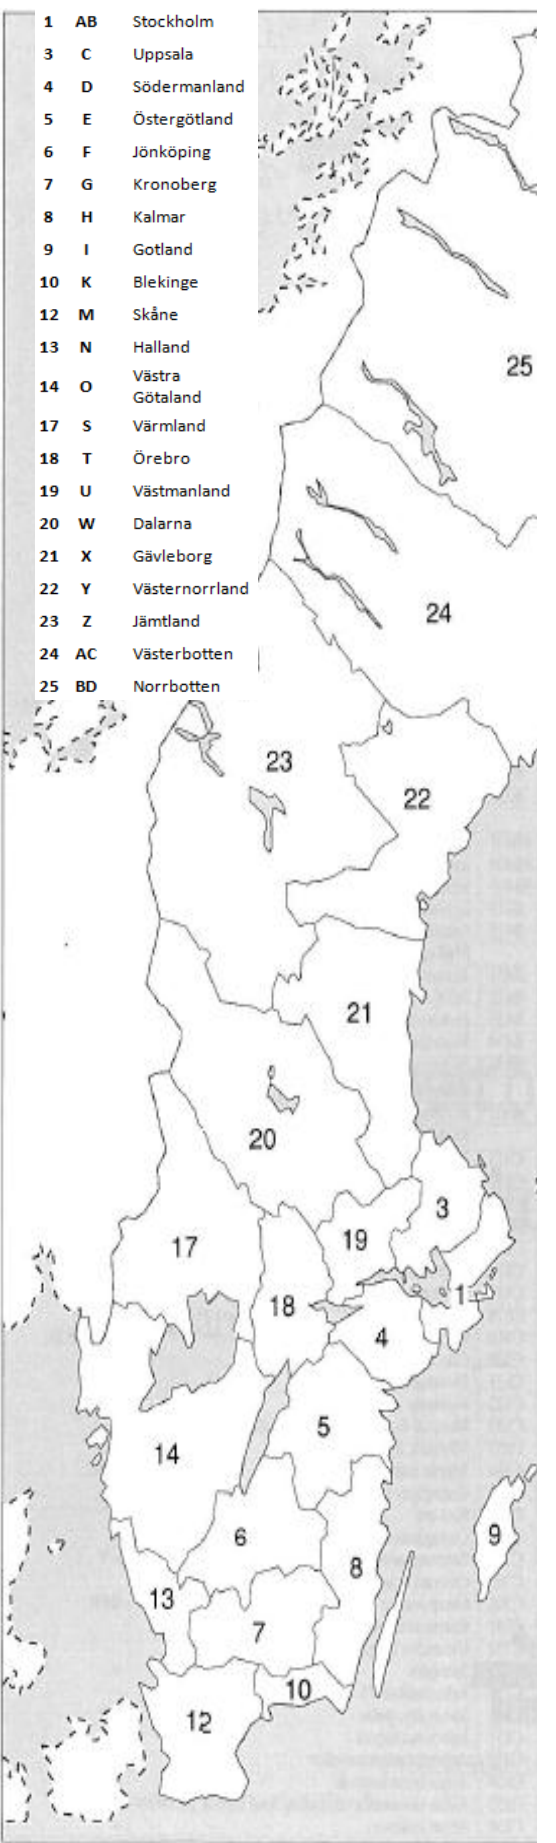 1 AB Stockholm
3 C Uppsala
4 D Södermanland
5 E Östergötland
6 F Jönköping
7 G Kronoberg
8 H Kalmar
9 I Gotland
10 K Blekinge
12 M Skåne
13 N Halland
14 O Västra
Götaland
17 S Värmland
18 T Örebro
19 U Västmanland
20 W Dalarna
21 X Gävleborg
22 Y Västernorrland
23 Z Jämtland
24 AC Västerbotten
25 BD Norrbotten
25
24
23
22
21
20
3
19
17
1
18
4
5
14
9
6
8
13
7
10
12